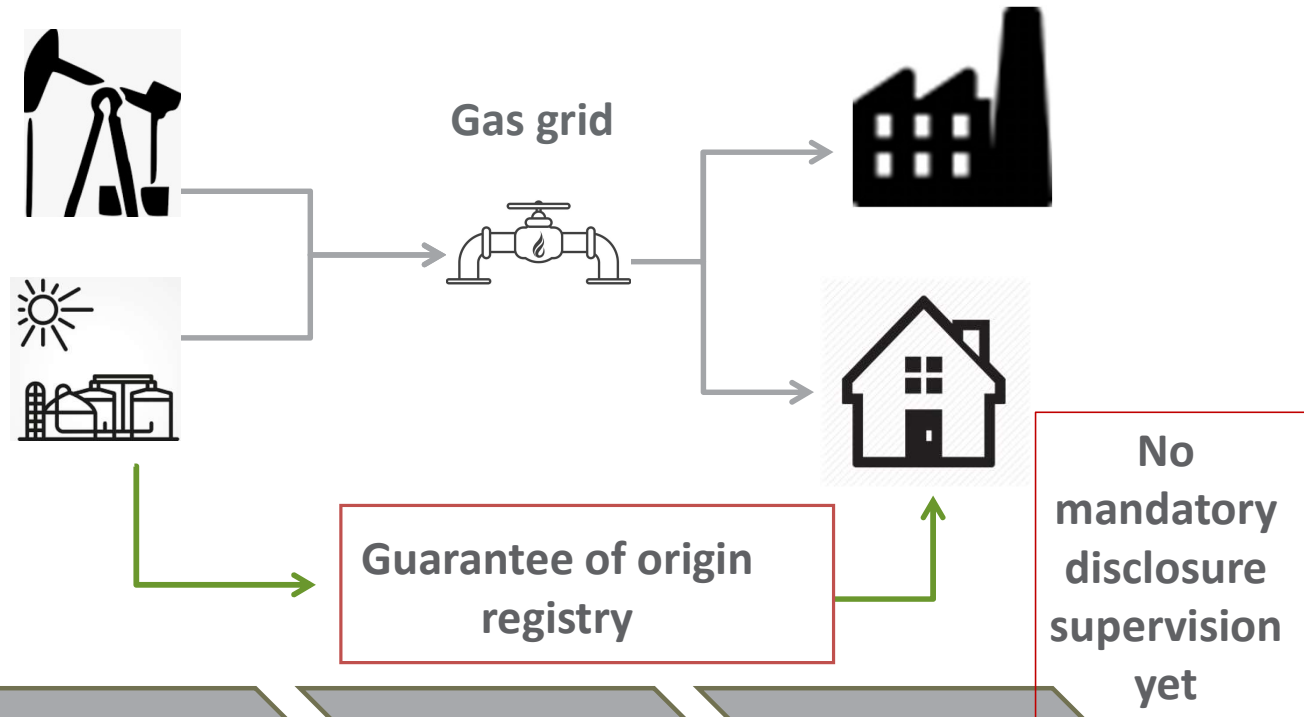 Gas grid
Guarantee of origin
registry
No
mandatory
disclosure
supervision
yet